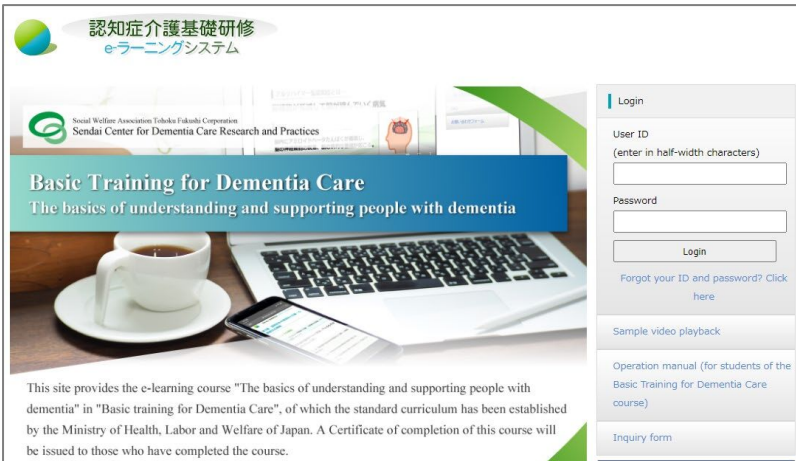 認知症介護基礎研修
e-ラーニングシステム
Social Welfare Association Tohoku Fukushi Corporation
Sendai Center for Dementia Care Research and Practices
Basic Training for Dementia Care
The basics of understanding and supporting people with dementia
This site provides the e-learning course "The basics of understanding and supporting people with
dementia" in "Basic training for Dementia Care", of which the standard curriculum has been established
by the Ministry of Health, Labor and Welfare of Japan. A Certificate of completion of this course will
be issued to those who have completed the course.
Login
User ID
(enter in half-width characters)
Password
Login
Forgot your ID and password? Click
here
Sample video playback
Operation manual (for students of the
Basic Training for Dementia Care
course)
Inquiry form